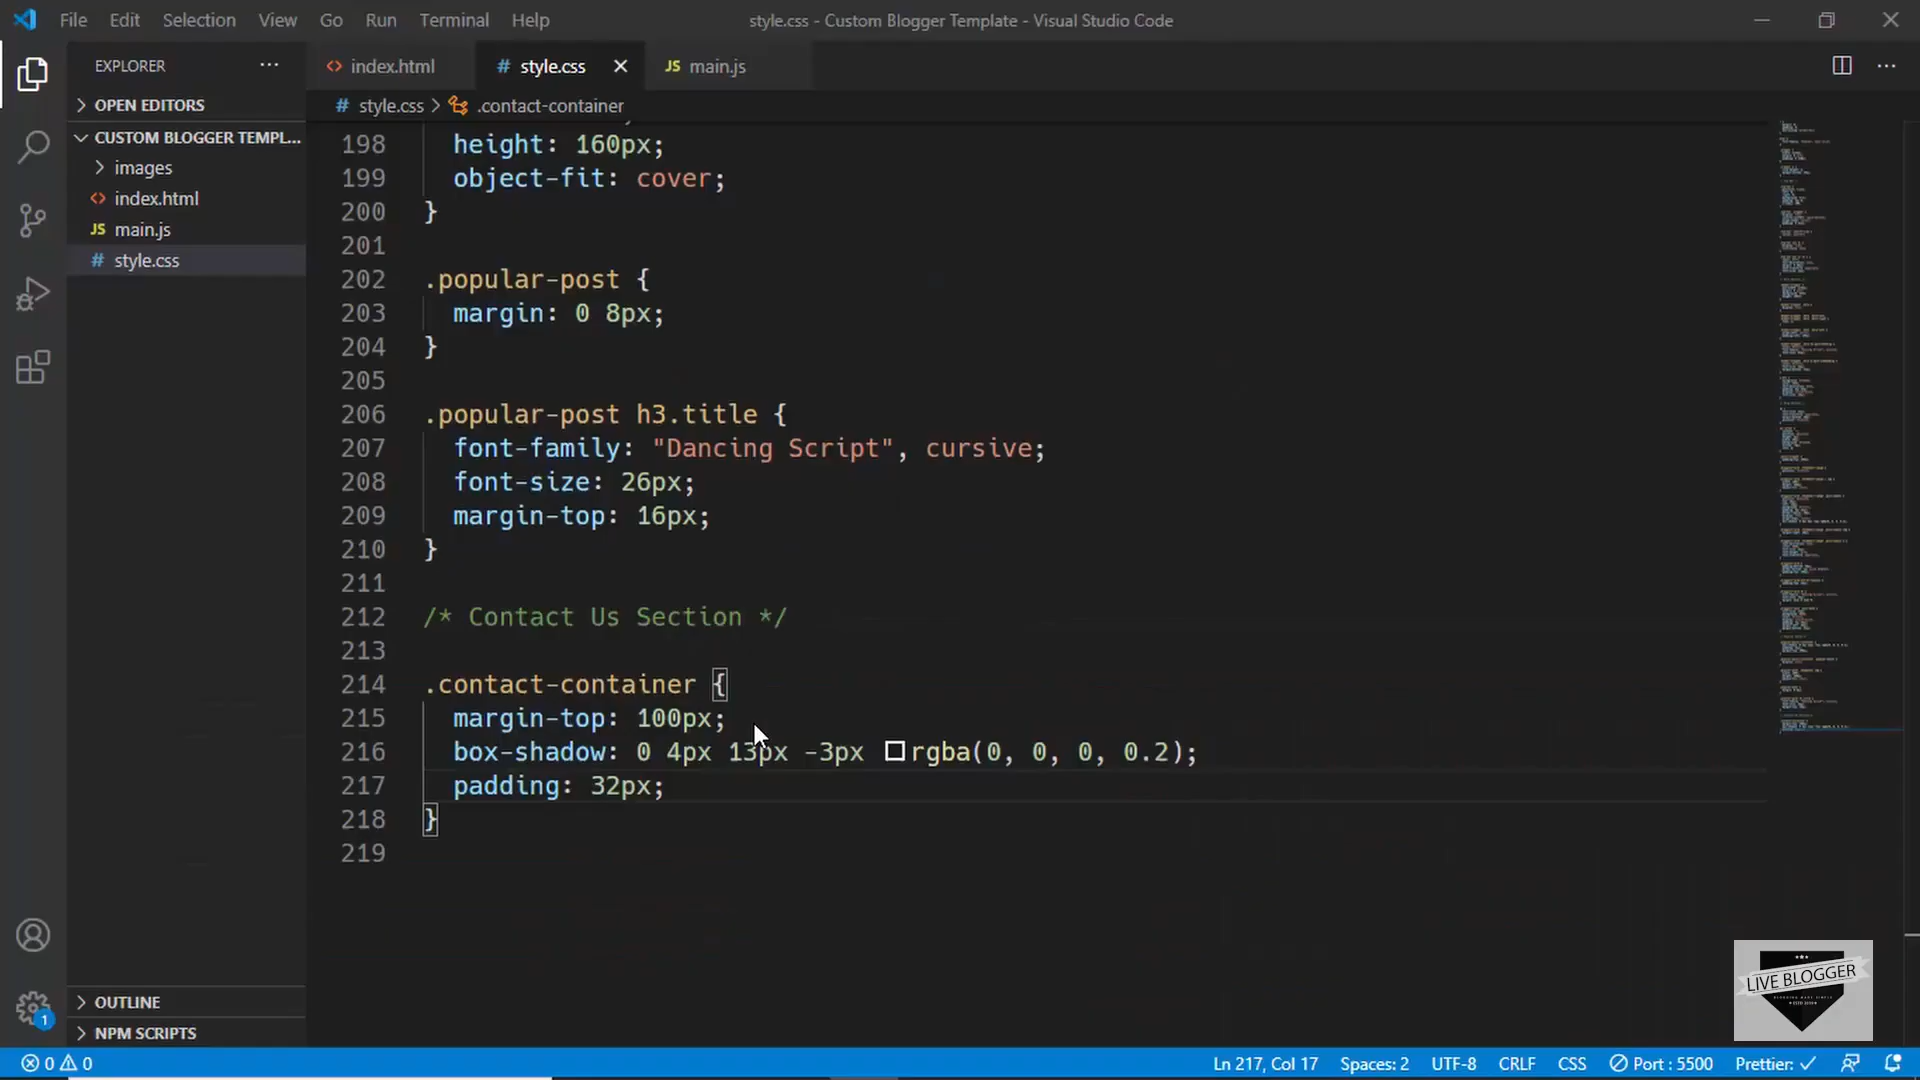 File Edit Selection View Go Run Terminal Help
style.css - Custom Blogger Template - Visual Studio Code
EXPLORER
index.html
# style.css
JS main.js
OPEN EDITORS
# style.css > .contact-container
CUSTOM BLOGGER TEMPL...
images
index.html
JS main.js
# style.css
198 height: 160px;
199 object-fit: cover;
200 }
201
202 .popular-post {
203 margin: 0 8px;
204 }
205
206 .popular-post h3.title {
207 font-family: "Dancing Script", cursive;
208 font-size: 26px;
209 margin-top: 16px;
210 }
211
212 /* Contact Us Section */
213
214 .contact-container {
215 margin-top: 100px;
216 box-shadow: 0 4px 13px -3px rgba(0, 0, 0, 0.2);
217 padding: 32px;
218 }
219
OUTLINE
NPM SCRIPTS
1
LIVE BLOGGER
0 0
Ln 217, Col 17 Spaces: 2 UTF-8 CRLF CSS Port : 5500 Prettier: ✓